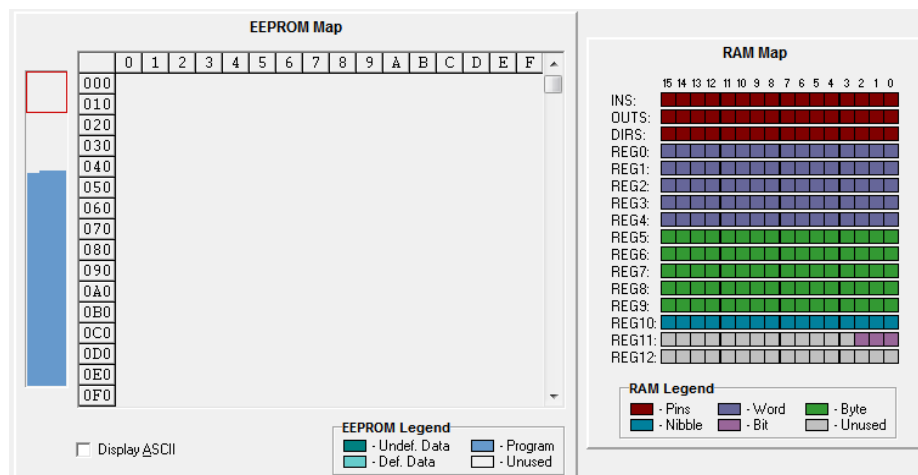 EEPROM Map
0 1 2 3 4 5 6 7 8 9 A B C D E F
000
010
020
030
040
050
060
070
080
090
0A0
0B0
0C0
0D0
0E0
0F0
Display ASCII
EEPROM Legend
- Undef. Data - Program
- Def. Data - Unused
RAM Map
15 14 13 12 11 10 9 8 7 6 5 4 3 2 1 0
INS:
OUTS:
DIRS:
REG0:
REG1:
REG2:
REG3:
REG4:
REG5:
REG6:
REG7:
REG8:
REG9:
REG10:
REG11:
REG12:
RAM Legend
- Pins - Word - Byte
- Nibble - Bit - Unused